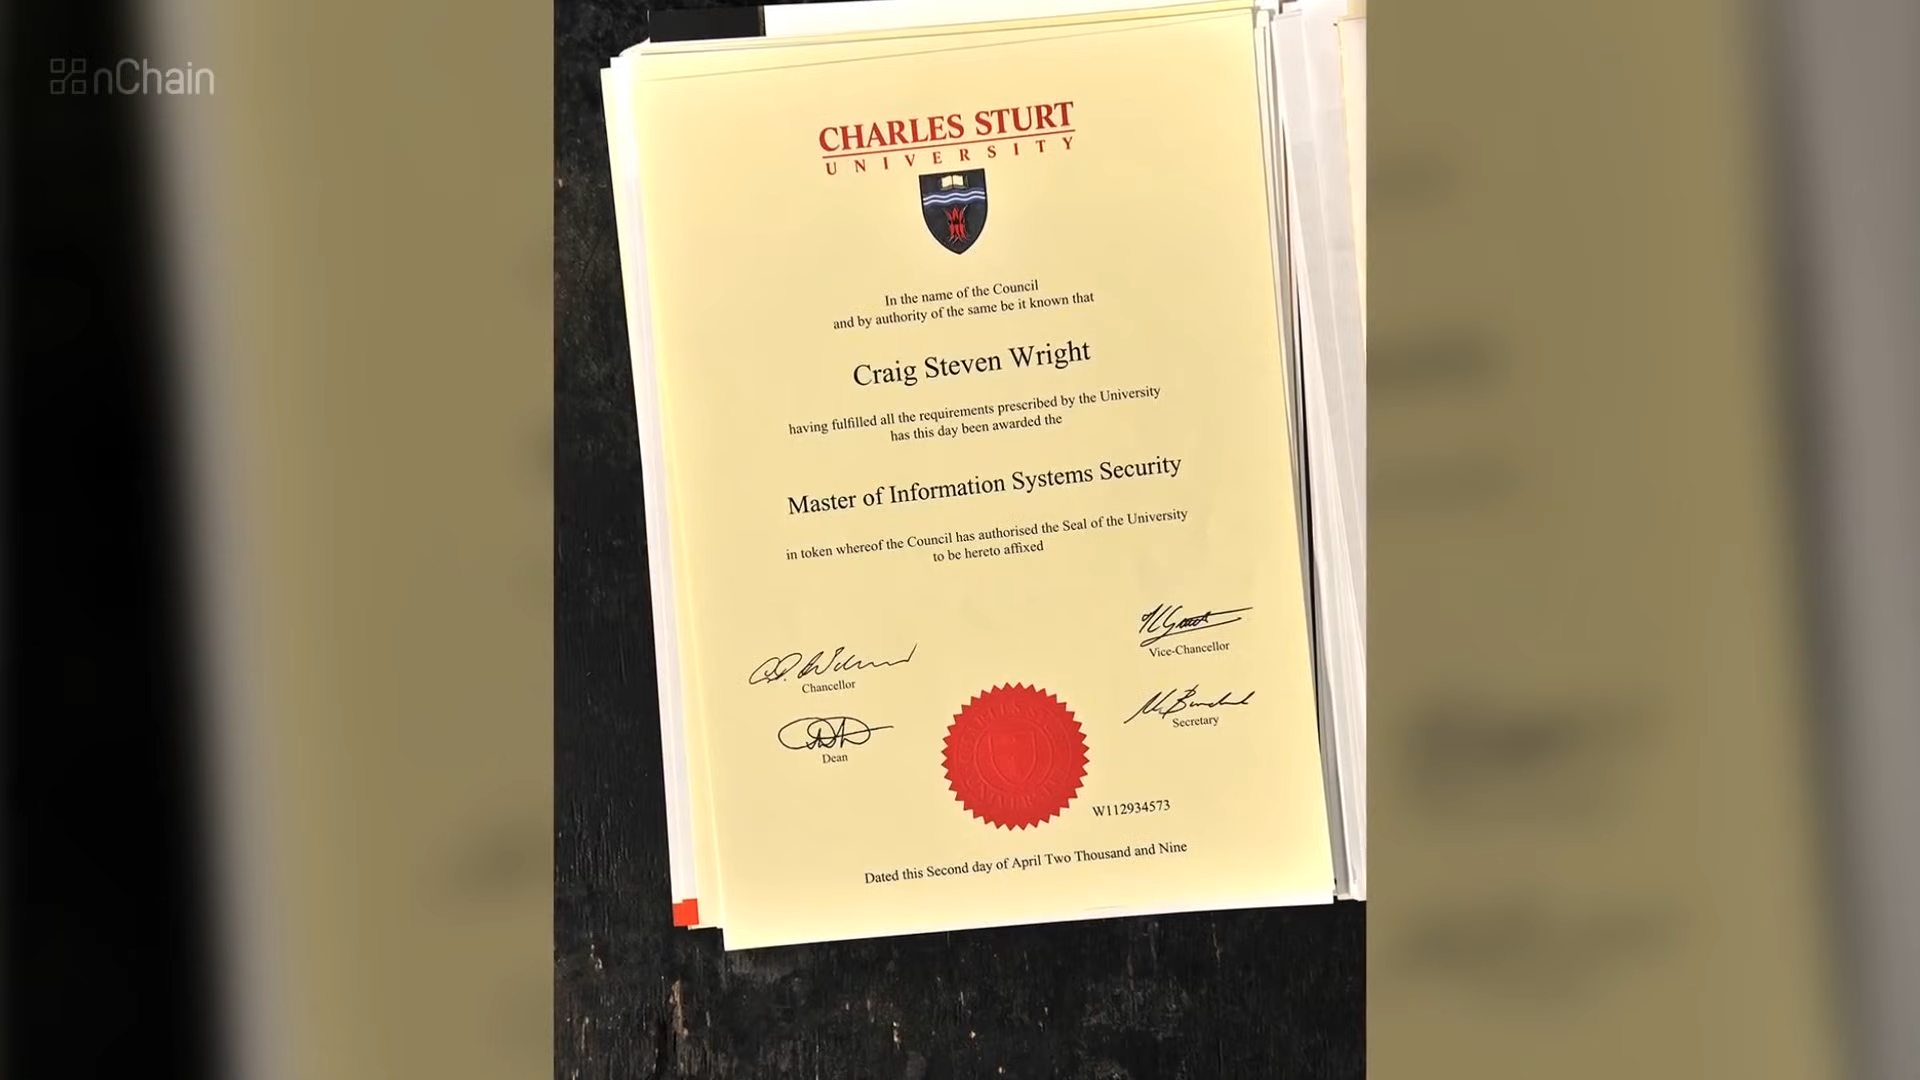 nChain
CHARLES STURT
UNIVERSITY
In the name of the Council
and by authority of the same be it known that
Craig Steven Wright
having fulfilled all the requirements prescribed by the University
has this day been awarded the
Master of Information Systems Security
in token whereof the Council has authorised the Seal of the University
to be hereto affixed
Vice-Chancellor
Chancellor
Secretary
Dean
W112934573
Dated this Second day of April Two Thousand and Nine